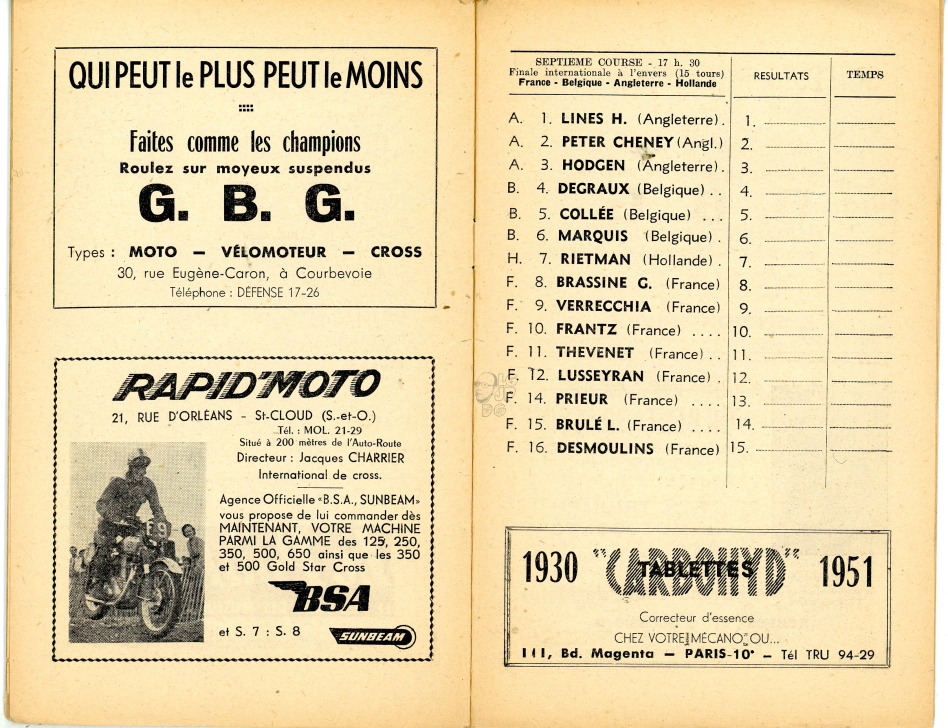 QUI PEUT le PLUS PEUT le MOINS
Faites comme les champions
Roulez sur moyeux suspendus
G. B. G.
Types : MOTO — VÉLOMOTEUR — CROSS
30, rue Eugène-Caron, à Courbevoie
Téléphone : DÉFENSE 17-26
RAPID'MOTO
21, RUE D'ORLÉANS - St-CLOUD (S.-et-O.)
Tél. : MOL. 21-29
Situé à 200 mètres de l'Auto-Route
Directeur : Jacques CHARRIER
International de cross.
Agence Officielle «B.S.A., SUNBEAM»
vous propose de lui commander dès
MAINTENANT, VOTRE MACHINE
PARMI LA GAMME des 125, 250,
350, 500, 650 ainsi que les 350
et 500 Gold Star Cross
F9
BSA
et S. 7 : S. 8
SUNBEAM
SEPTIEME COURSE - 17 h. 30
Finale internationale à l'envers (15 tours)
France - Belgique - Angleterre - Hollande
RESULTATS
TEMPS
A. 1. LINES H. (Angleterre) . 1.
A. 2. PETER CHENEY (Angl.) 2.
A. 3. HODGEN (Angleterre) . 3.
B. 4. DEGRAUX (Belgique) . . 4.
B. 5. COLLÉE (Belgique) . . . 5.
B. 6. MARQUIS (Belgique) . 6.
H. 7. RIETMAN (Hollande) . 7.
F. 8. BRASSINE G. (France) 8.
F. 9. VERRECCHIA (France) 9.
F. 10. FRANTZ (France) . . . . 10.
F. 11. THEVENET (France) . . 11.
F. 12. LUSSEYRAN (France) . 12.
F. 14. PRIEUR (France) . . . . 13.
F. 15. BRULÉ L. (France) . . . . 14.
F. 16. DESMOULINS (France) 15.
1930 "CARBOHYD" 1951
TABLETTES
Correcteur d'essence
CHEZ VOTRE MÉCANO, OU...
111, Bd. Magenta — PARIS-10° — Tél TRU 94-29